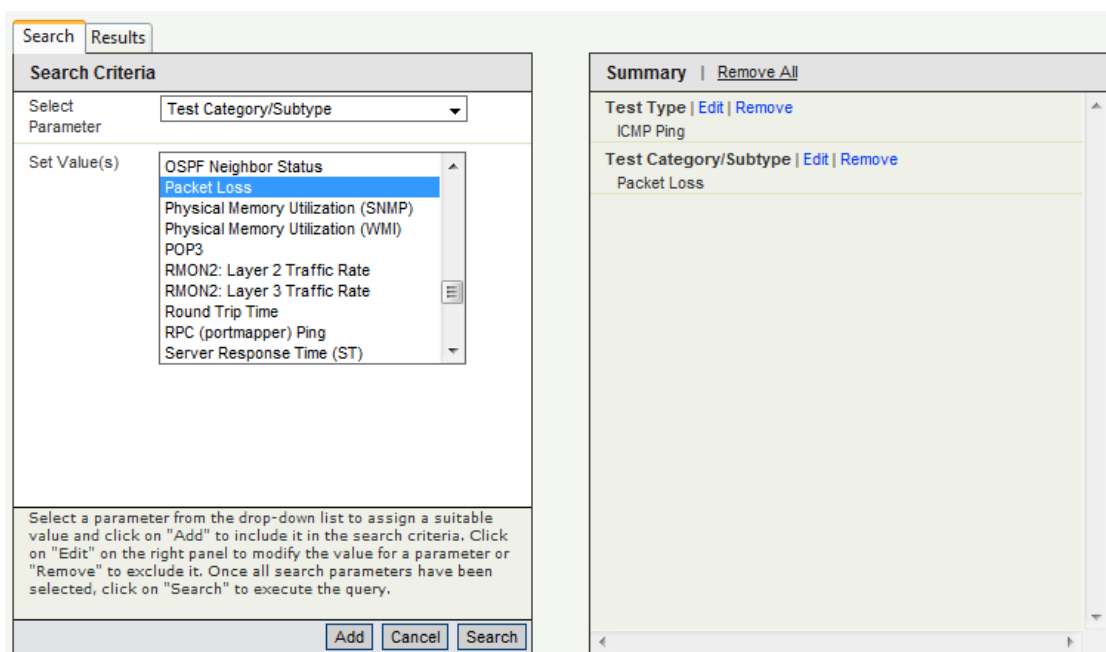 Search Results
Search Criteria
Select Parameter
Test Category/Subtype
Set Value(s)
OSPF Neighbor Status
Packet Loss
Physical Memory Utilization (SNMP)
Physical Memory Utilization (WMI)
POP3
RMON2: Layer 2 Traffic Rate
RMON2: Layer 3 Traffic Rate
Round Trip Time
RPC (portmapper) Ping
Server Response Time (ST)
Select a parameter from the drop-down list to assign a suitable
value and click on "Add" to include it in the search criteria. Click
on "Edit" on the right panel to modify the value for a parameter or
"Remove" to exclude it. Once all search parameters have been
selected, click on "Search" to execute the query.
Add Cancel Search
Summary | Remove All
Test Type | Edit | Remove
ICMP Ping
Test Category/Subtype | Edit | Remove
Packet Loss